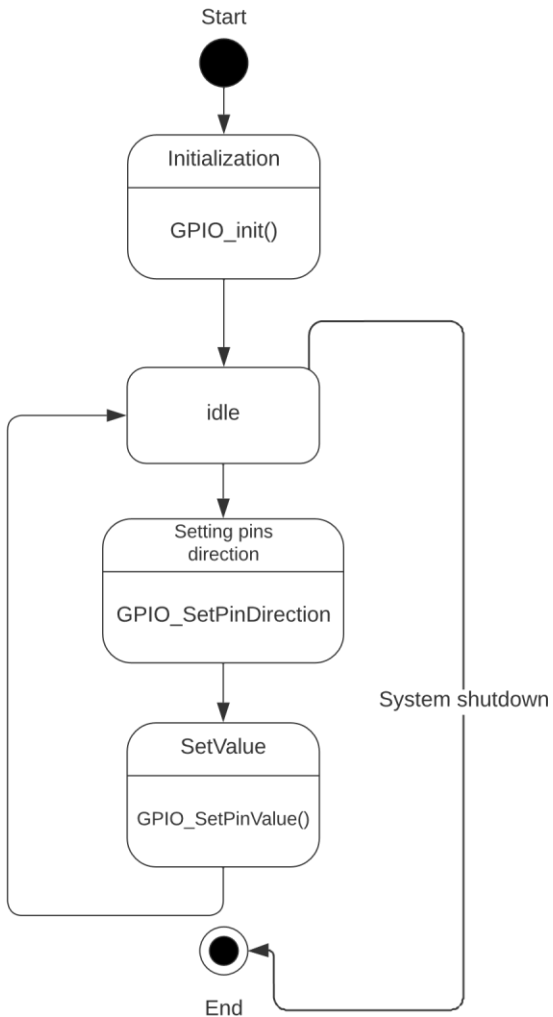 Start
Initialization
GPIO_init()
idle
Setting pins
direction
GPIO_SetPinDirection
System shutdown
SetValue
GPIO_SetPinValue()
End